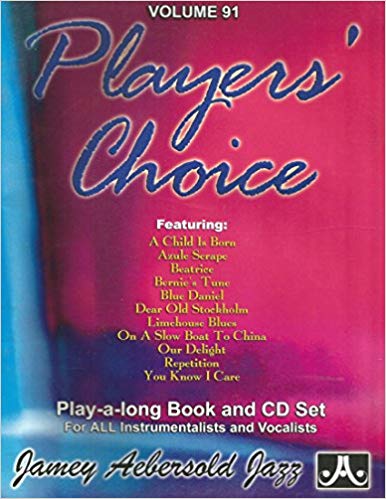 VOLUME 91
Players'
Choice
Featuring:
A Child Is Born
Azule Serape
Beatrice
Bernie's Tune
Blue Daniel
Dear Old Stockholm
Limehouse Blues
On A Slow Boat To China
Our Delight
Repetition
You Know I Care
Play-a-long Book and CD Set
For ALL Instrumentalists and Vocalists
Jamey Aebersold Jazz
®